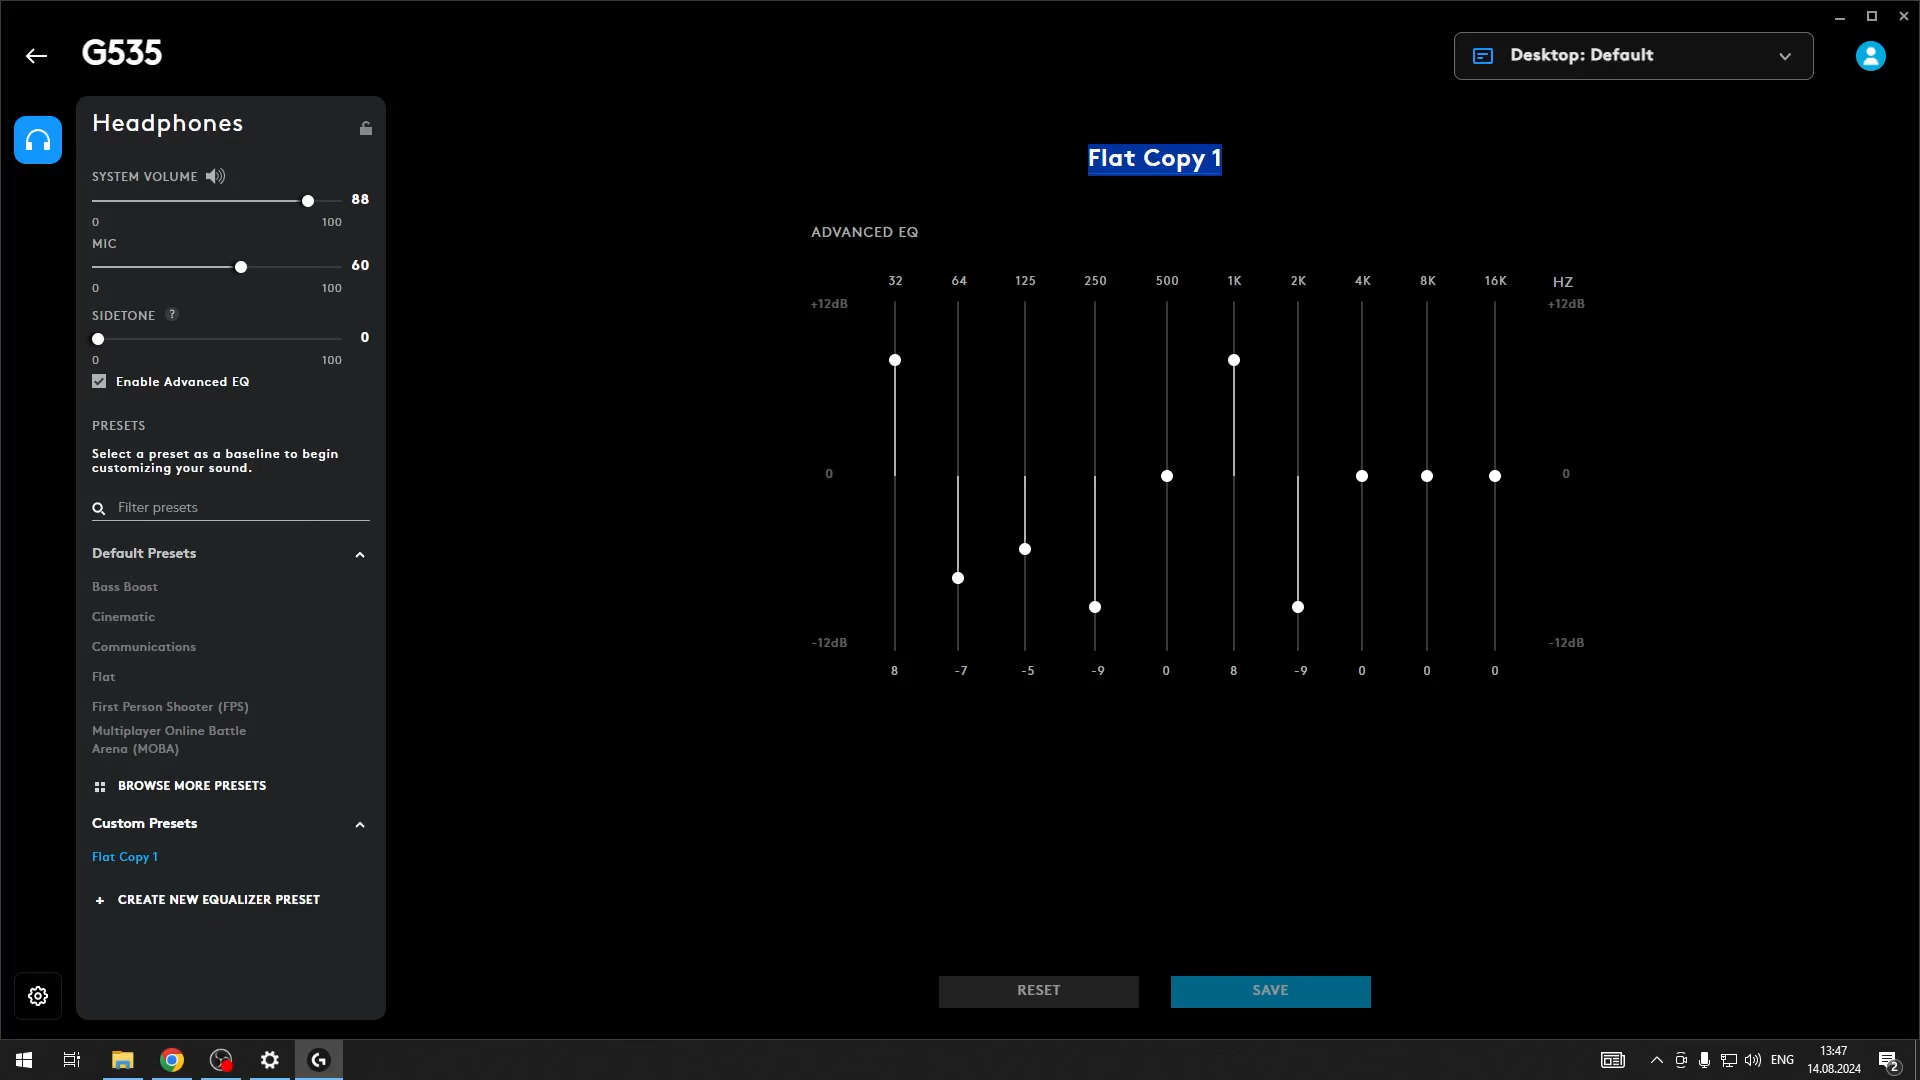 G535
Desktop: Default
Headphones
SYSTEM VOLUME
88
0 100
MIC
60
0 100
SIDETONE ?
0
0 100
Enable Advanced EQ
PRESETS
Select a preset as a baseline to begin
customizing your sound.
Filter presets
Default Presets
Bass Boost
Cinematic
Communications
Flat
First Person Shooter (FPS)
Multiplayer Online Battle
Arena (MOBA)
BROWSE MORE PRESETS
Custom Presets
Flat Copy 1
+ CREATE NEW EQUALIZER PRESET
Flat Copy 1
ADVANCED EQ
32 64 125 250 500 1K 2K 4K 8K 16K HZ
+12dB +12dB
0 0
-12dB -12dB
8 -7 -5 -9 0 8 -9 0 0 0
RESET SAVE
ENG
13:47
14.08.2024
2